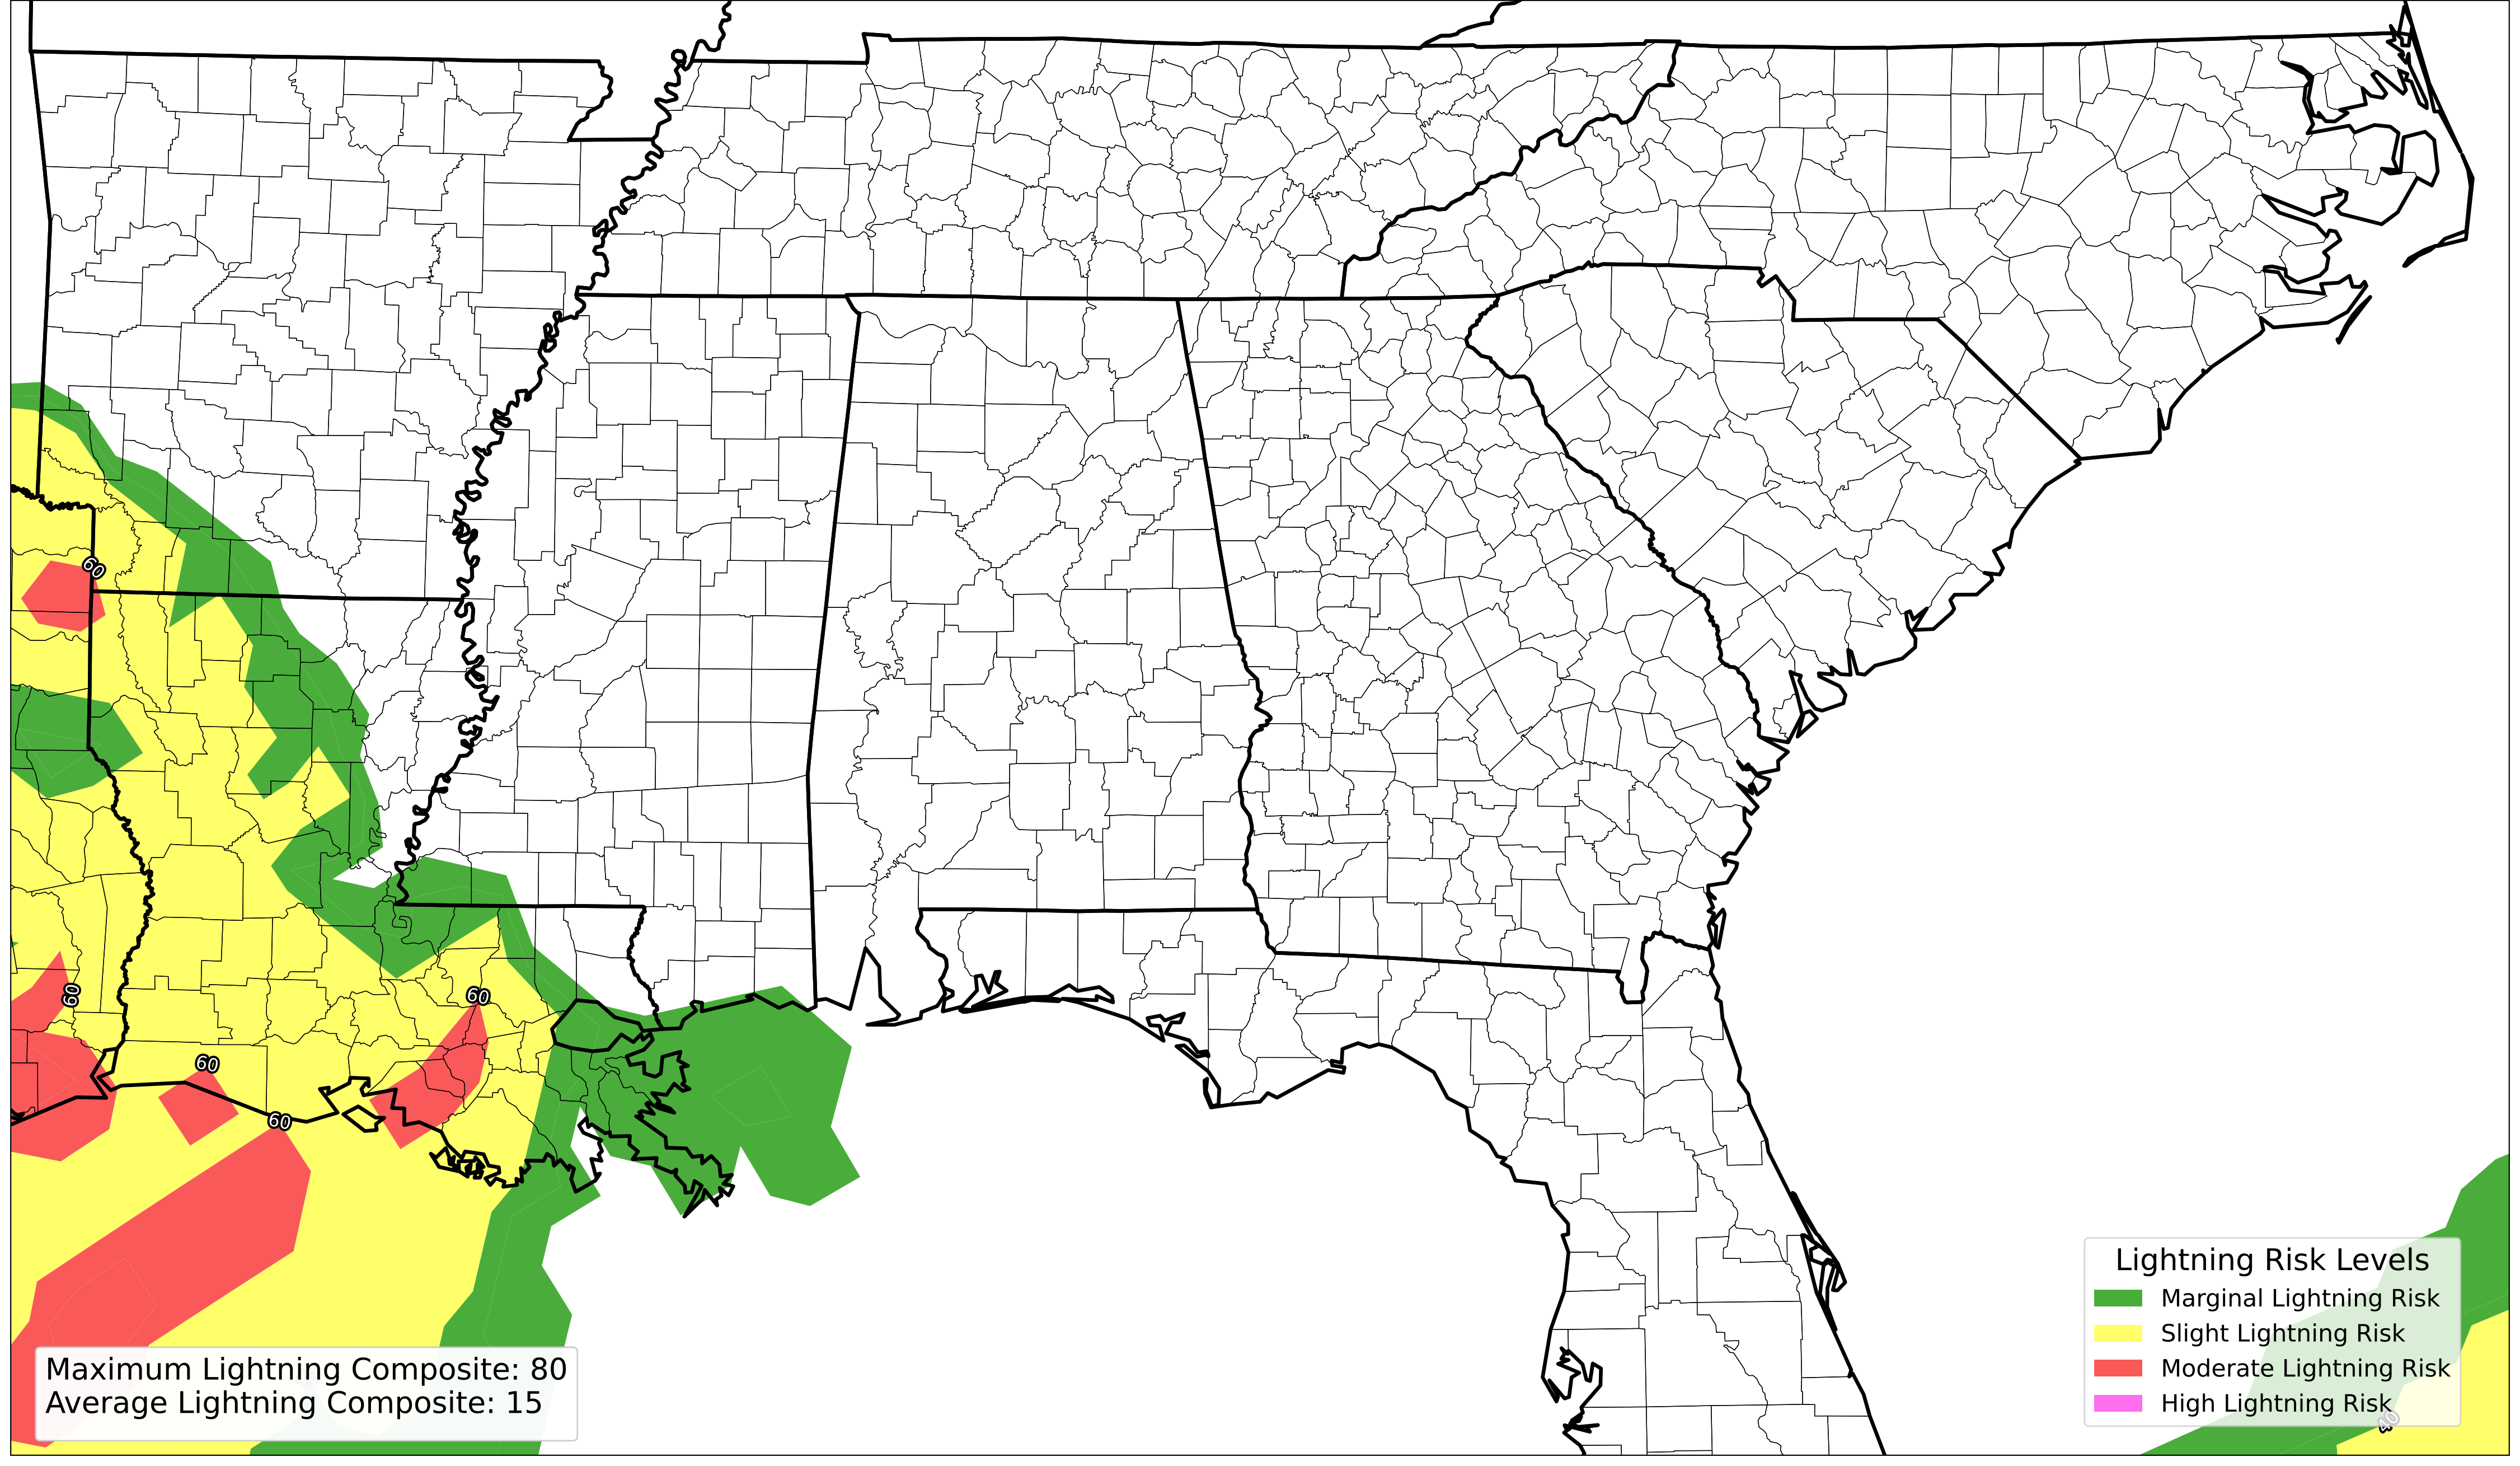 60
60
60
60
60
Maximum Lightning Composite: 80
Average Lightning Composite: 15
Lightning Risk Levels
Marginal Lightning Risk
Slight Lightning Risk
Moderate Lightning Risk
High Lightning Risk
40